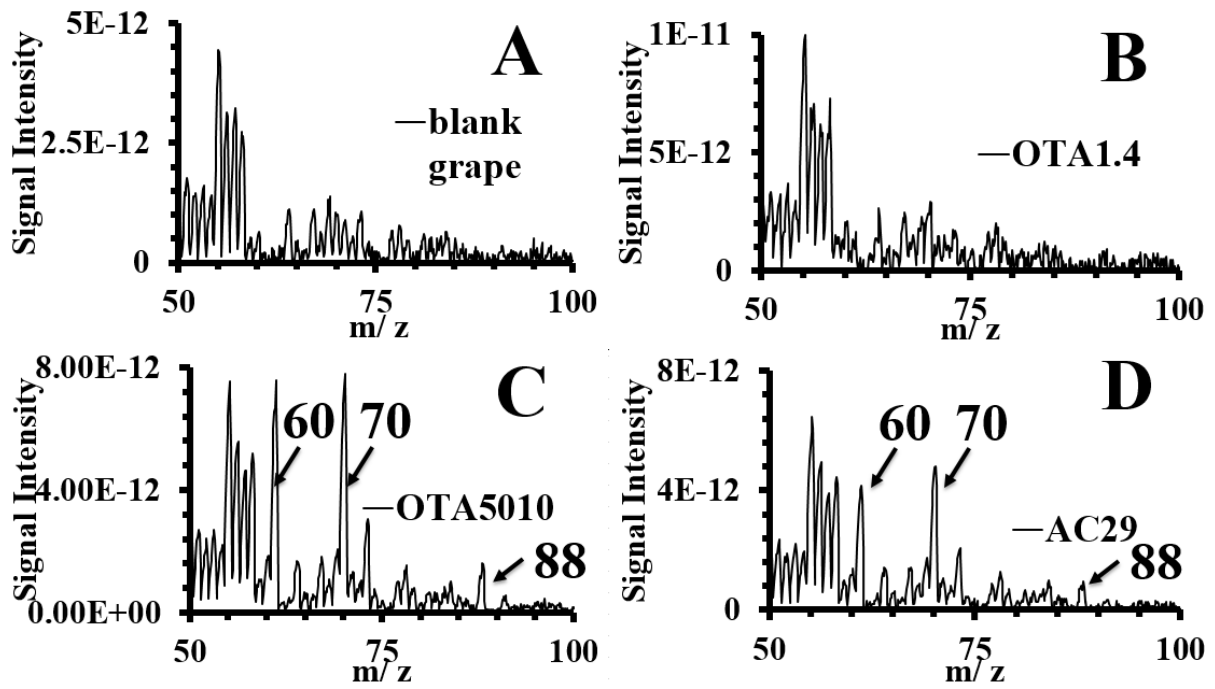 5E-12
A
2.5E-12
—blank
grape
Signal Intensity
0
50 75 100
m/ z
1E-11
B
5E-12
—OTA1.4
Signal Intensity
0
50 75 100
m/ z
8.00E-12
C
60 70
4.00E-12
—OTA5010
88
Signal Intensity
0.00E+00
50 75 100
m/ z
8E-12
D
60 70
4E-12
—AC29
88
Signal Intensity
0
50 75 100
m/ z